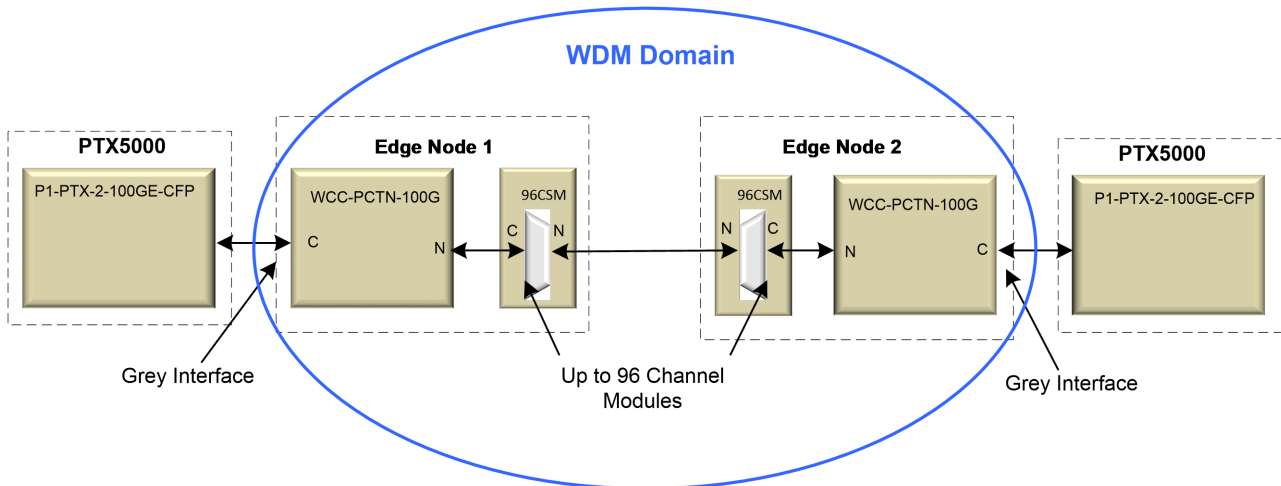 WDM Domain
PTX5000
P1-PTX-2-100GE-CFP
Edge Node 1
WCC-PCTN-100G
C
N
96CSM
C
N
Edge Node 2
96CSM
N
C
WCC-PCTN-100G
N
C
PTX5000
P1-PTX-2-100GE-CFP
Grey Interface
Up to 96 Channel
Modules
Grey Interface